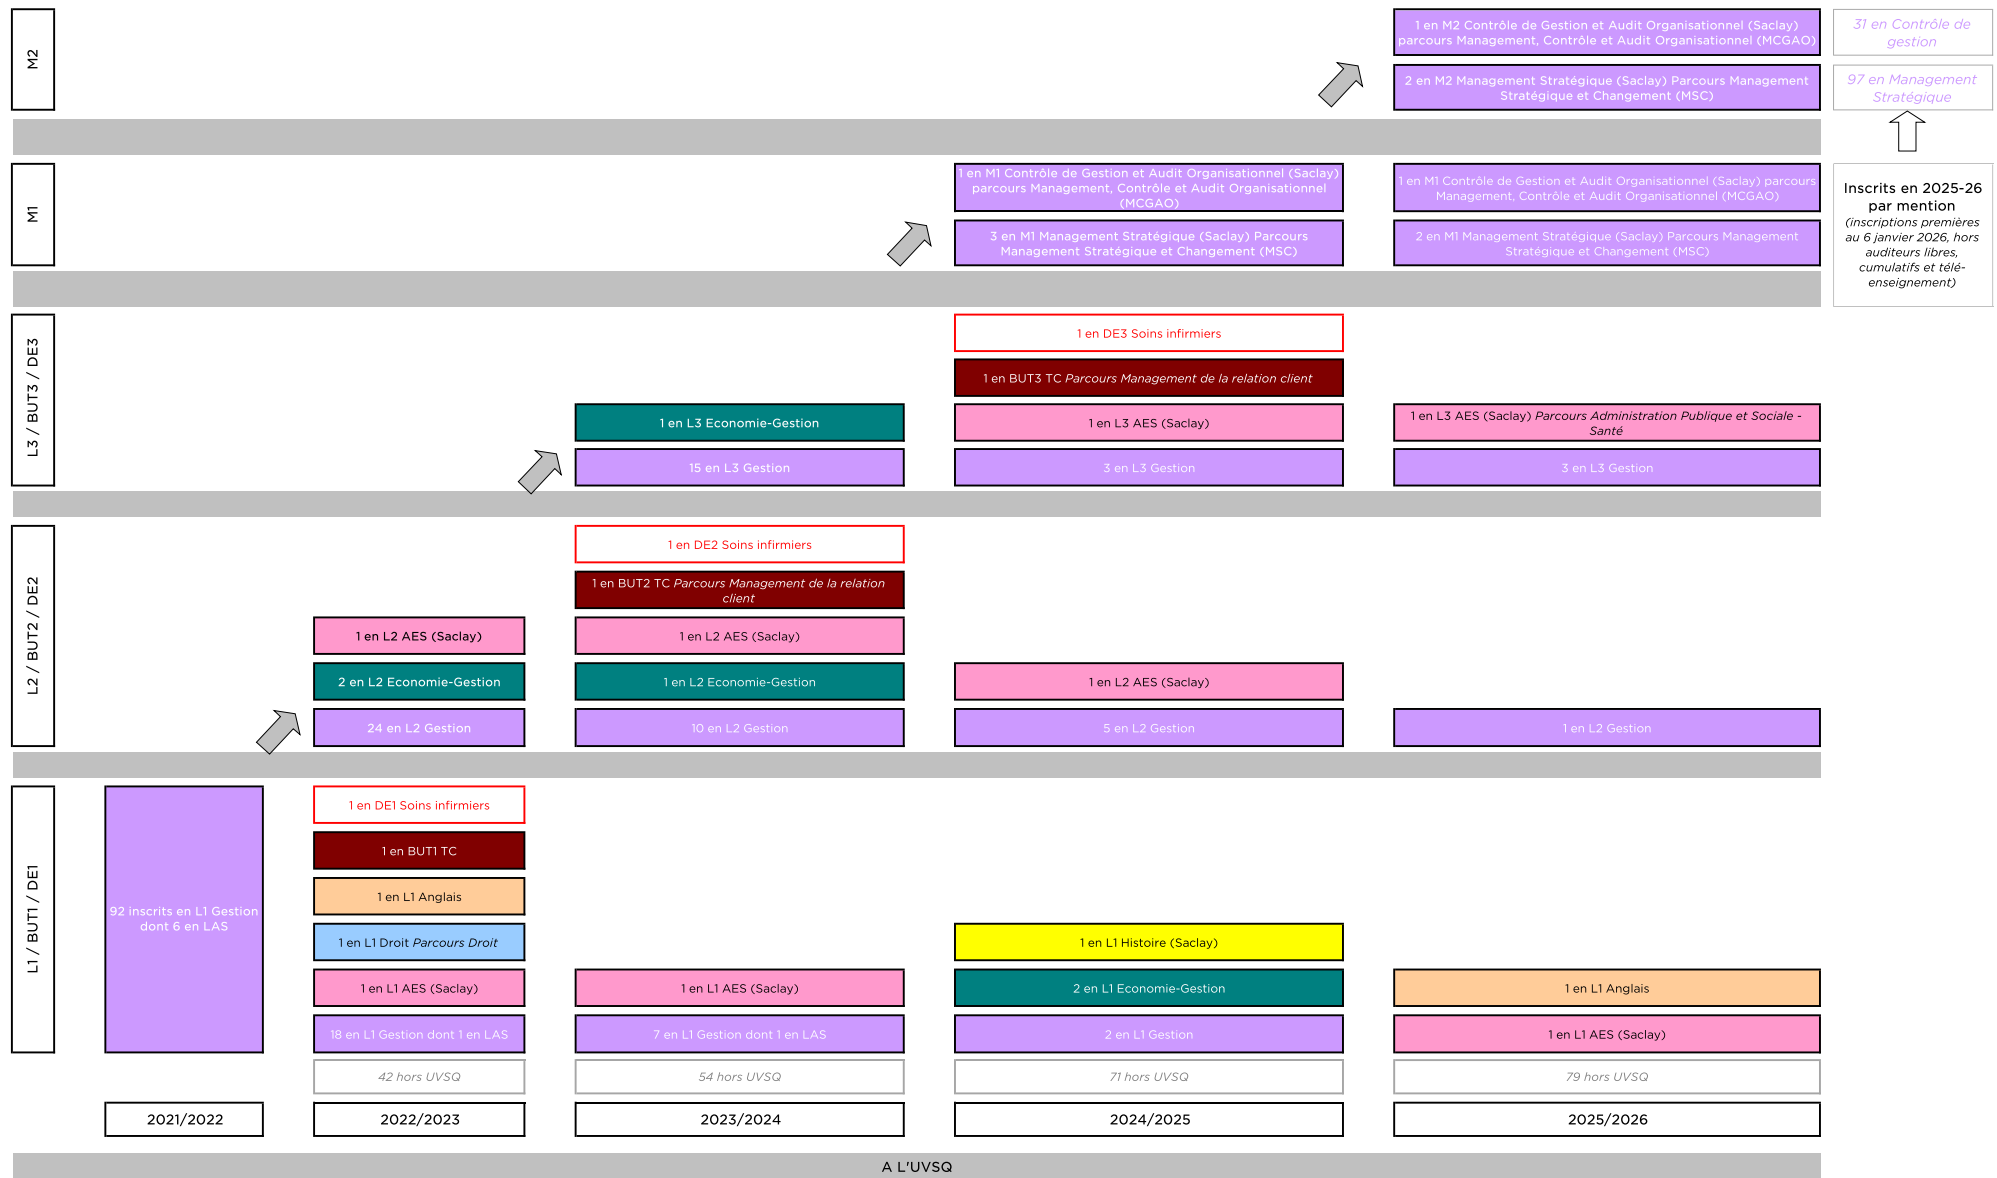 M2
1 en M2 Contrôle de Gestion et Audit Organisationnel (Saclay)
parcours Management, Contrôle et Audit Organisationnel (MCGAO)
31 en Contrôle de
gestion
2 en M2 Management Stratégique (Saclay) Parcours Management
Stratégique et Changement (MSC)
97 en Management
Stratégique
M1
1 en M1 Contrôle de Gestion et Audit Organisationnel (Saclay)
parcours Management, Contrôle et Audit Organisationnel
(MCGAO)
1 en M1 Contrôle de Gestion et Audit Organisationnel (Saclay) parcours
Management, Contrôle et Audit Organisationnel (MCGAO)
3 en M1 Management Stratégique (Saclay) Parcours
Management Stratégique et Changement (MSC)
2 en M1 Management Stratégique (Saclay) Parcours Management
Stratégique et Changement (MSC)
Inscrits en 2025-26
par mention
(inscriptions premières
au 6 janvier 2026, hors
auditeurs libres,
cumulatifs et télé-
enseignement)
L3 / BUT3 / DE3
1 en DE3 Soins infirmiers
1 en BUT3 TC Parcours Management de la relation client
1 en L3 Economie-Gestion
1 en L3 AES (Saclay)
1 en L3 AES (Saclay) Parcours Administration Publique et Sociale -
Santé
15 en L3 Gestion
3 en L3 Gestion
3 en L3 Gestion
L2 / BUT2 / DE2
1 en DE2 Soins infirmiers
1 en BUT2 TC Parcours Management de la relation
client
1 en L2 AES (Saclay)
1 en L2 AES (Saclay)
2 en L2 Economie-Gestion
1 en L2 Economie-Gestion
1 en L2 AES (Saclay)
24 en L2 Gestion
10 en L2 Gestion
5 en L2 Gestion
1 en L2 Gestion
L1 / BUT1 / DE1
92 inscrits en L1 Gestion
dont 6 en LAS
1 en DE1 Soins infirmiers
1 en BUT1 TC
1 en L1 Anglais
1 en L1 Droit Parcours Droit
1 en L1 Histoire (Saclay)
1 en L1 AES (Saclay)
1 en L1 AES (Saclay)
2 en L1 Economie-Gestion
1 en L1 Anglais
18 en L1 Gestion dont 1 en LAS
7 en L1 Gestion dont 1 en LAS
2 en L1 Gestion
1 en L1 AES (Saclay)
42 hors UVSQ
54 hors UVSQ
71 hors UVSQ
79 hors UVSQ
2021/2022
2022/2023
2023/2024
2024/2025
2025/2026
A L'UVSQ